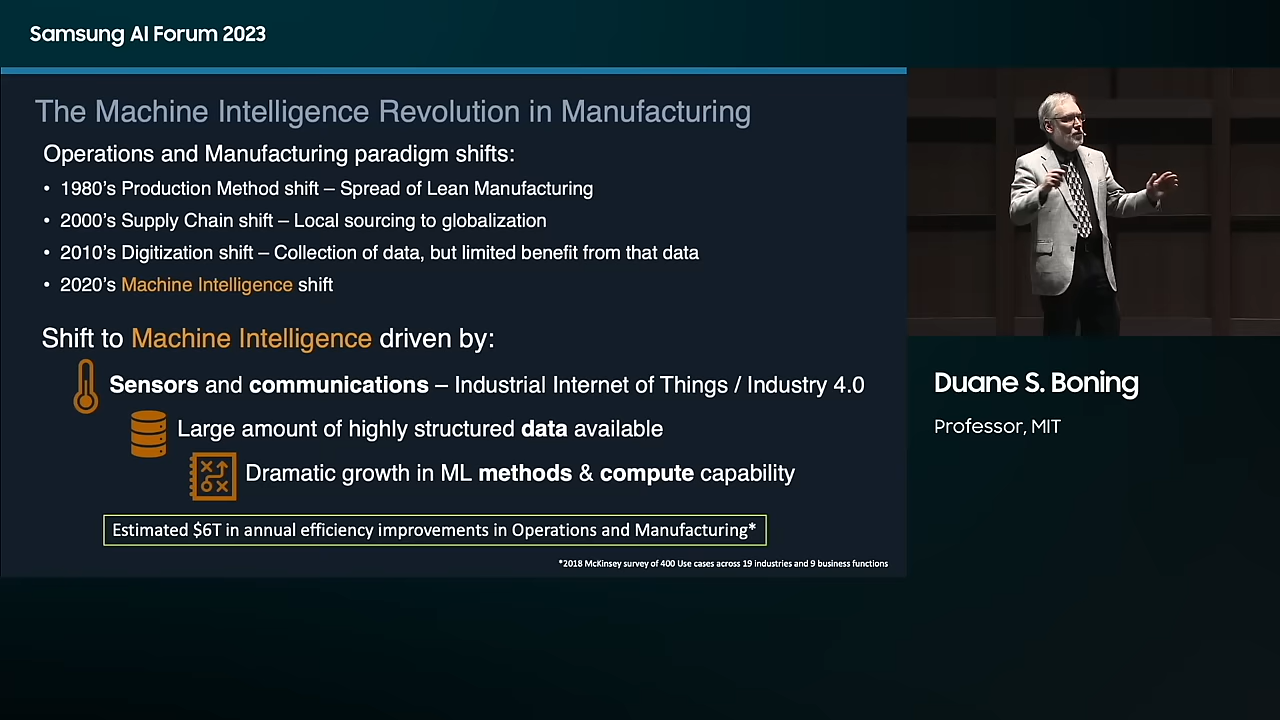 Samsung AI Forum 2023
The Machine Intelligence Revolution in Manufacturing
Operations and Manufacturing paradigm shifts:
• 1980's Production Method shift – Spread of Lean Manufacturing
• 2000's Supply Chain shift – Local sourcing to globalization
• 2010's Digitization shift – Collection of data, but limited benefit from that data
• 2020's Machine Intelligence shift
Shift to Machine Intelligence driven by:
Sensors and communications – Industrial Internet of Things / Industry 4.0
Large amount of highly structured data available
Dramatic growth in ML methods & compute capability
Estimated $6T in annual efficiency improvements in Operations and Manufacturing*
*2018 McKinsey survey of 400 Use cases across 19 industries and 9 business functions
Duane S. Boning
Professor, MIT